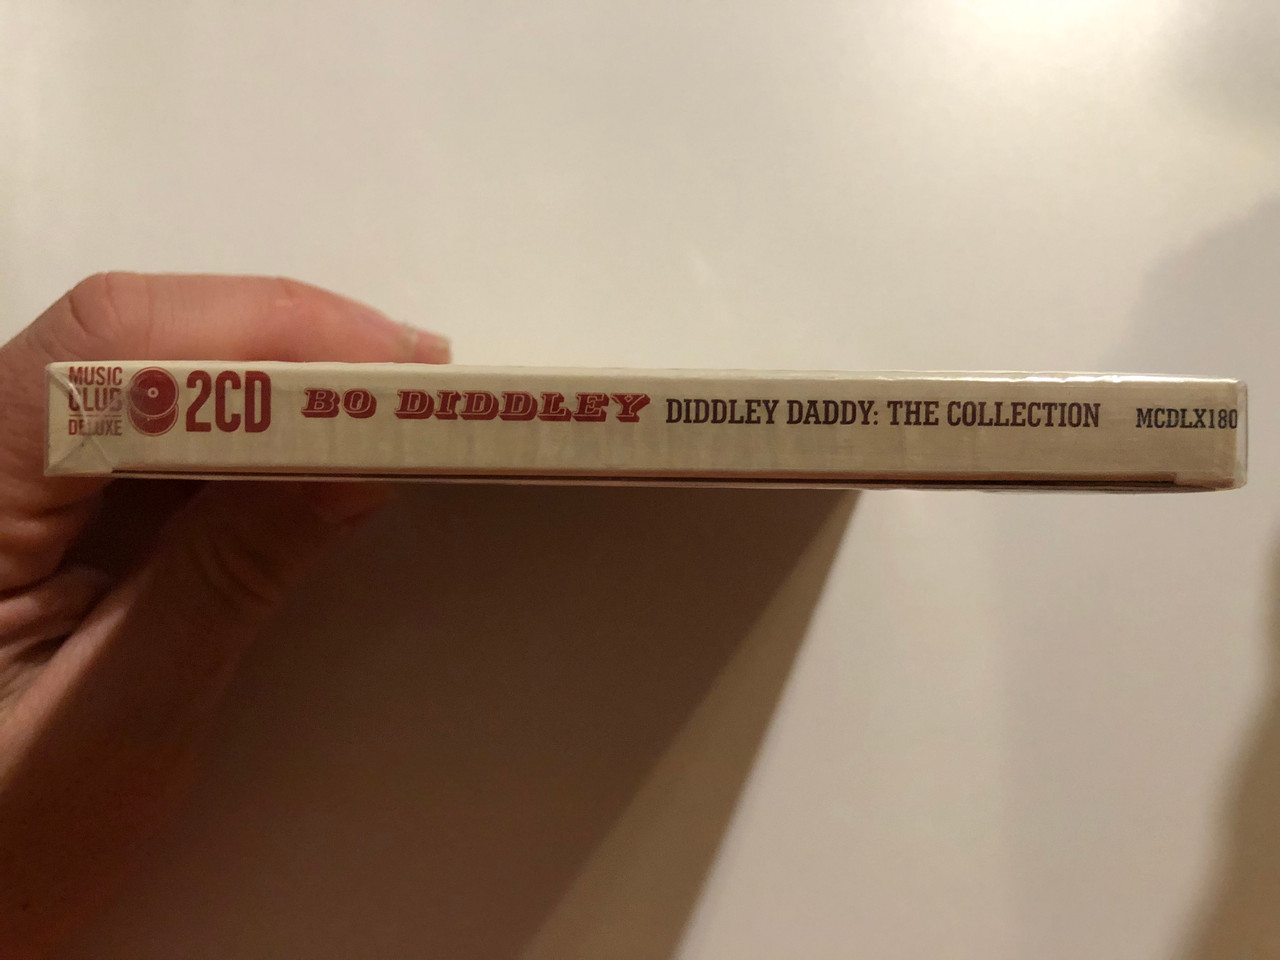 MUSIC
CLUB
DELUXE
2CD
BO DIDDLEY
DIDDLEY DADDY: THE COLLECTION
MCDLX180